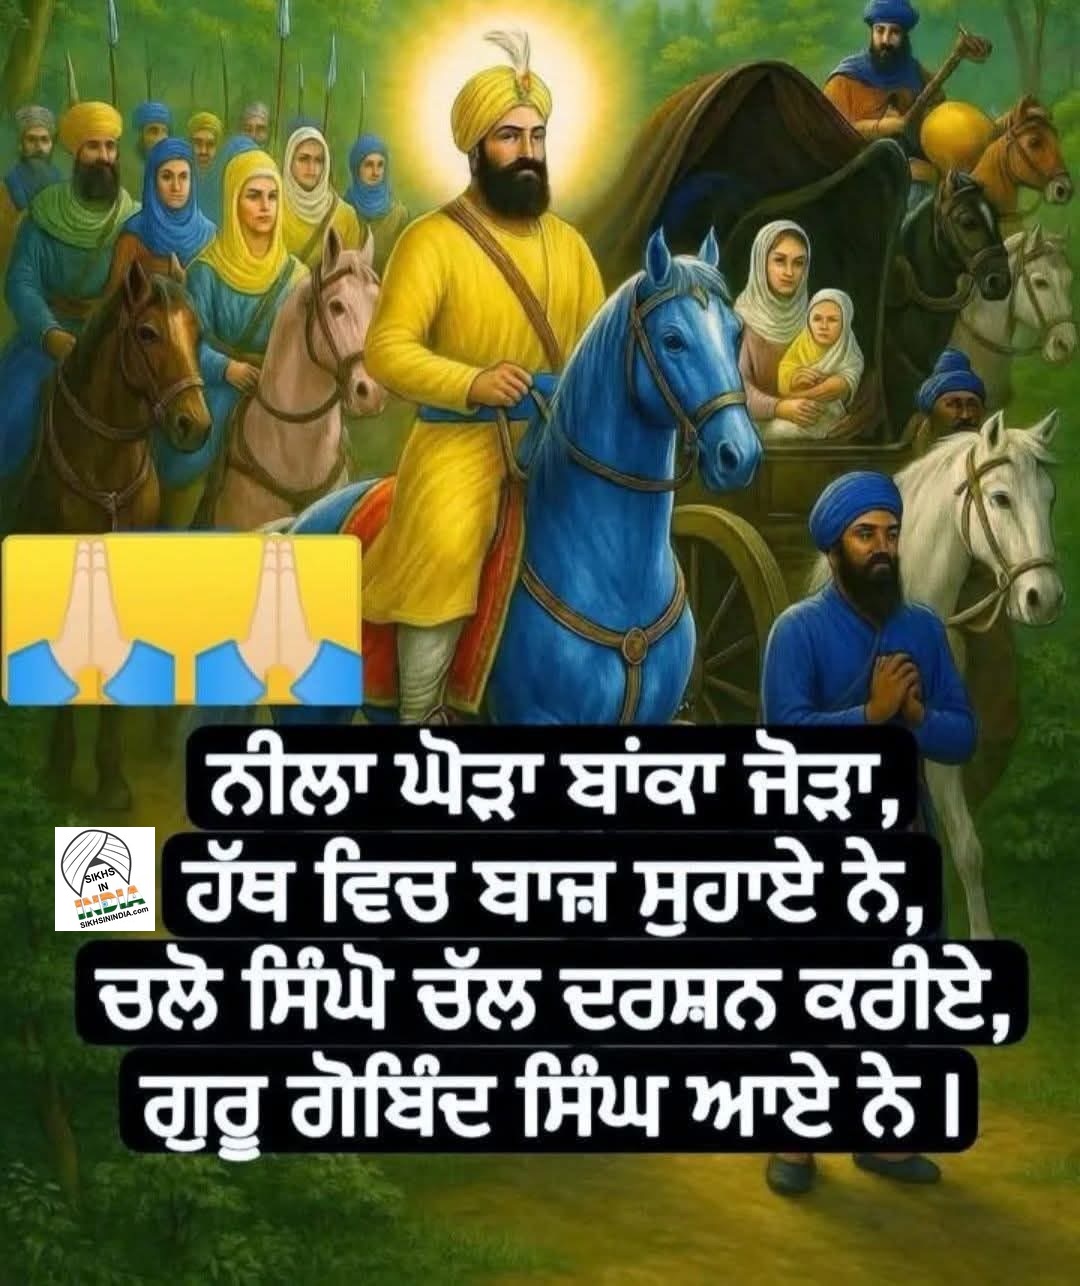 ਨੀਲਾ ਘੋੜਾ ਬਾਂਕਾ ਜੋੜਾ,
ਹੱਥ ਵਿਚ ਬਾਜ਼ ਸੁਹਾਏ ਨੇ,
ਚਲੋ ਸਿੰਘੋ ਚੱਲ ਦਰਸ਼ਨ ਕਰੀਏ,
ਗੁਰੂ ਗੋਬਿੰਦ ਸਿੰਘ ਆਏ ਨੇ।
SIKHS
IN
INDIA
SIKHSININDIA.com